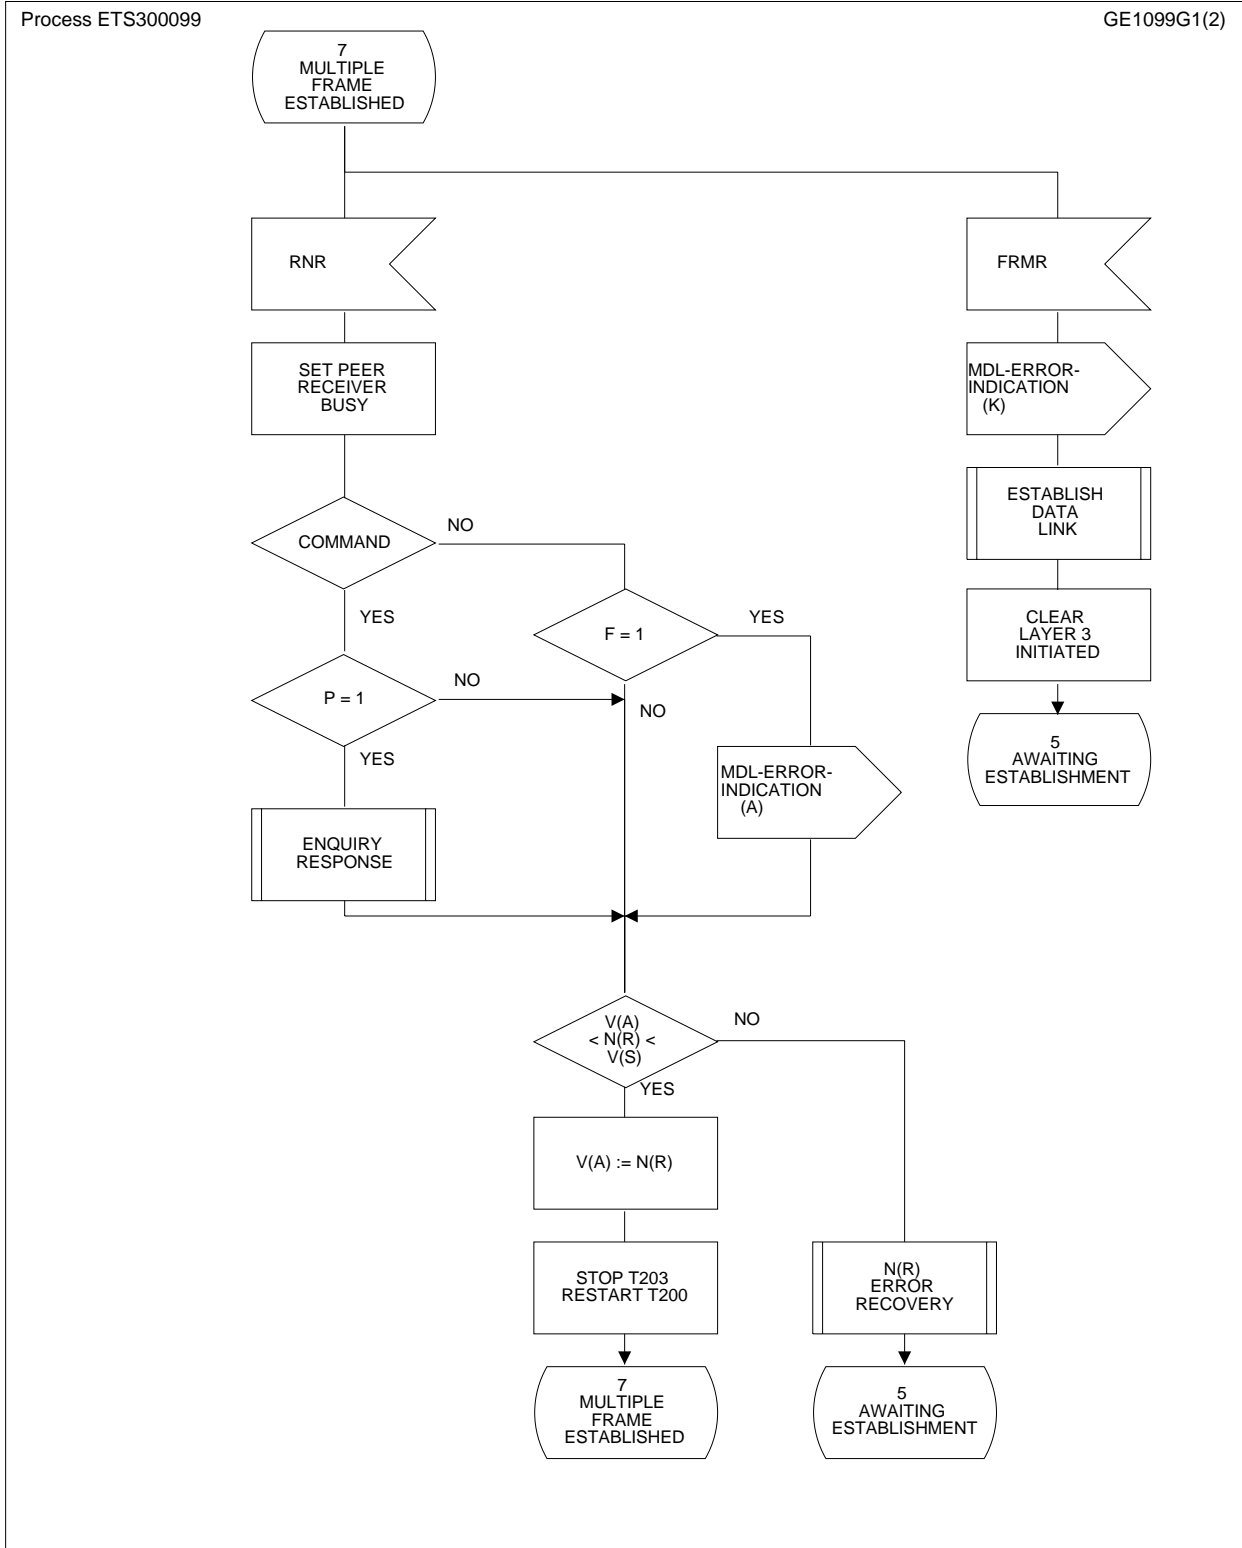 Process ETS300099
GE1099G1(2)
7
MULTIPLE
FRAME
ESTABLISHED
RNR
FRMR
SET PEER
RECEIVER
BUSY
MDL-ERROR-
INDICATION
(K)
COMMAND
NO
YES
ESTABLISH
DATA
LINK
F = 1
YES
NO
CLEAR
LAYER 3
INITIATED
P = 1
NO
YES
5
AWAITING
ESTABLISHMENT
MDL-ERROR-
INDICATION
(A)
ENQUIRY
RESPONSE
V(A)
< N(R) <
V(S)
NO
YES
V(A) := N(R)
STOP T203
RESTART T200
N(R)
ERROR
RECOVERY
7
MULTIPLE
FRAME
ESTABLISHED
5
AWAITING
ESTABLISHMENT